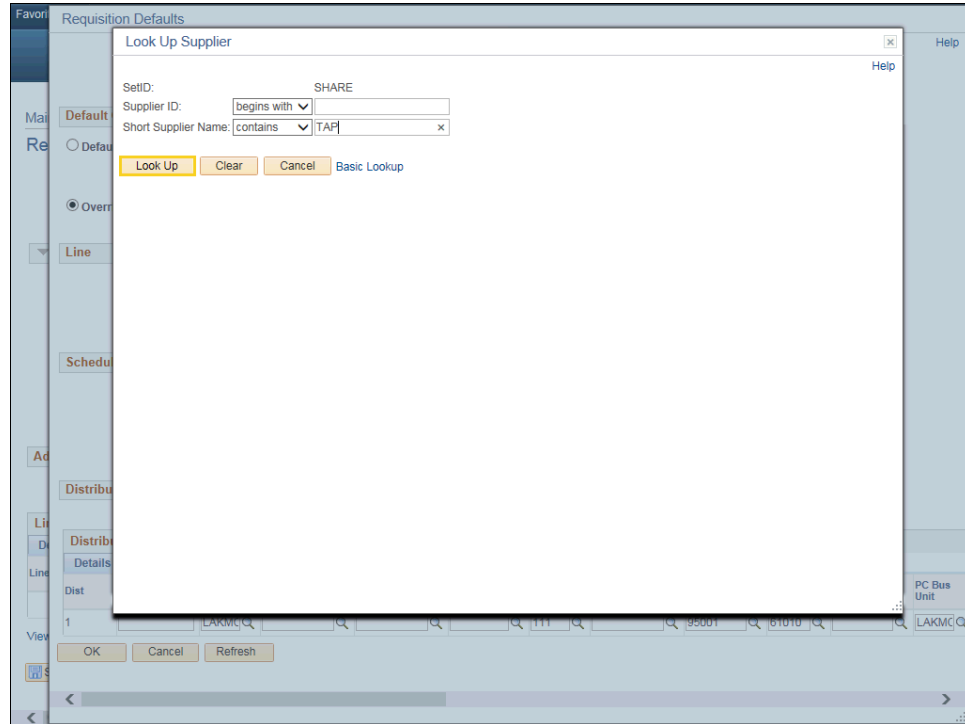 Favori
Requisition Defaults
Look Up Supplier
Help
Help
SetID: SHARE
Supplier ID: begins with
Short Supplier Name: contains TAP
Look Up Clear Cancel Basic Lookup
Mai
Default
Re
Defau
Overr
Line
Schedul
Ad
Distribu
Lin
Distribu
De
Details
Line
Dist
PC Bus
Unit
1 LAKMC 111 95001 61010 LAKMC
View
OK Cancel Refresh
S